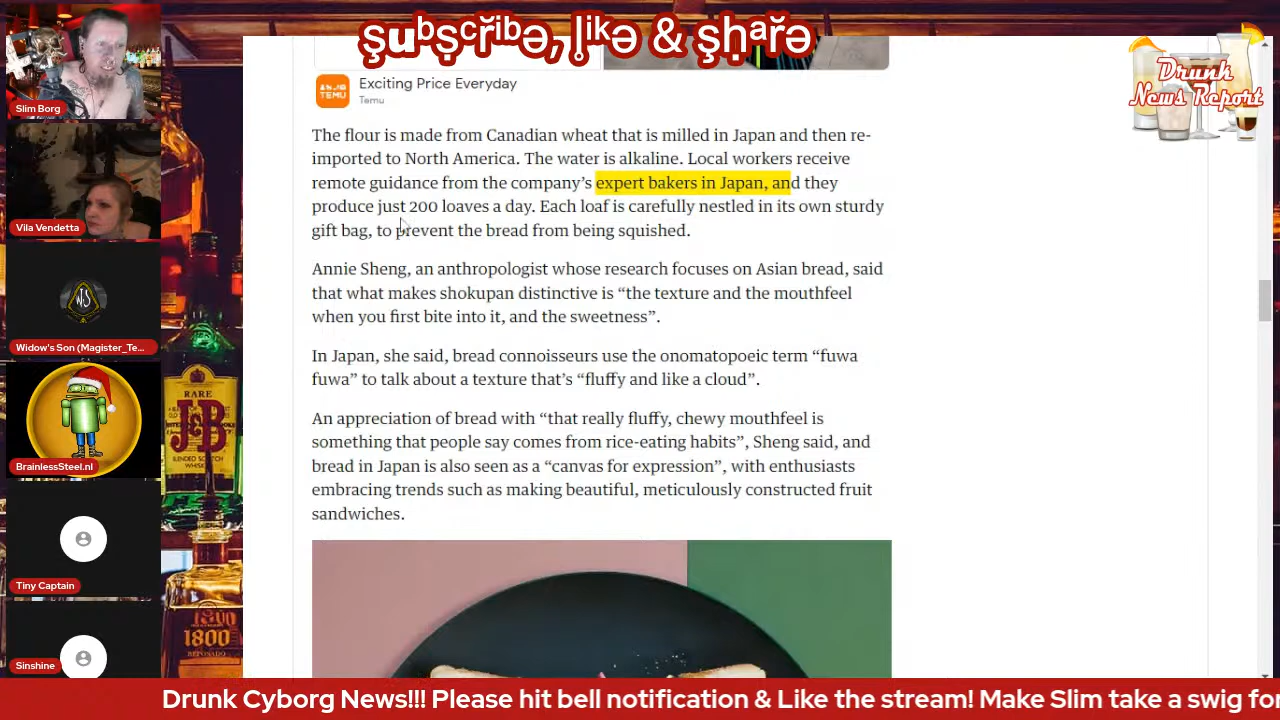 şuᵇşᶜřⁱᵇə, ļⁱᵏə & şḥᵃřə
Drunk
News Report
Slim Borg
Vila Vendetta
WS
Widow's Son (Magister_Te...
BrainlessSteel.nl
Tiny Captain
Sinshine
TEMU
Exciting Price Everyday
Temu
The flour is made from Canadian wheat that is milled in Japan and then re-
imported to North America. The water is alkaline. Local workers receive
remote guidance from the company’s expert bakers in Japan, and they
produce just 200 loaves a day. Each loaf is carefully nestled in its own sturdy
gift bag, to prevent the bread from being squished.
Annie Sheng, an anthropologist whose research focuses on Asian bread, said
that what makes shokupan distinctive is “the texture and the mouthfeel
when you first bite into it, and the sweetness”.
In Japan, she said, bread connoisseurs use the onomatopoeic term “fuwa
fuwa” to talk about a texture that’s “fluffy and like a cloud”.
An appreciation of bread with “that really fluffy, chewy mouthfeel is
something that people say comes from rice-eating habits”, Sheng said, and
bread in Japan is also seen as a “canvas for expression”, with enthusiasts
embracing trends such as making beautiful, meticulously constructed fruit
sandwiches.
RARE
J&B
BLENDED SCOTCH
WHISKY
1800
1800
REPOSADO
Drunk Cyborg News!!! Please hit bell notification & Like the stream! Make Slim take a swig for